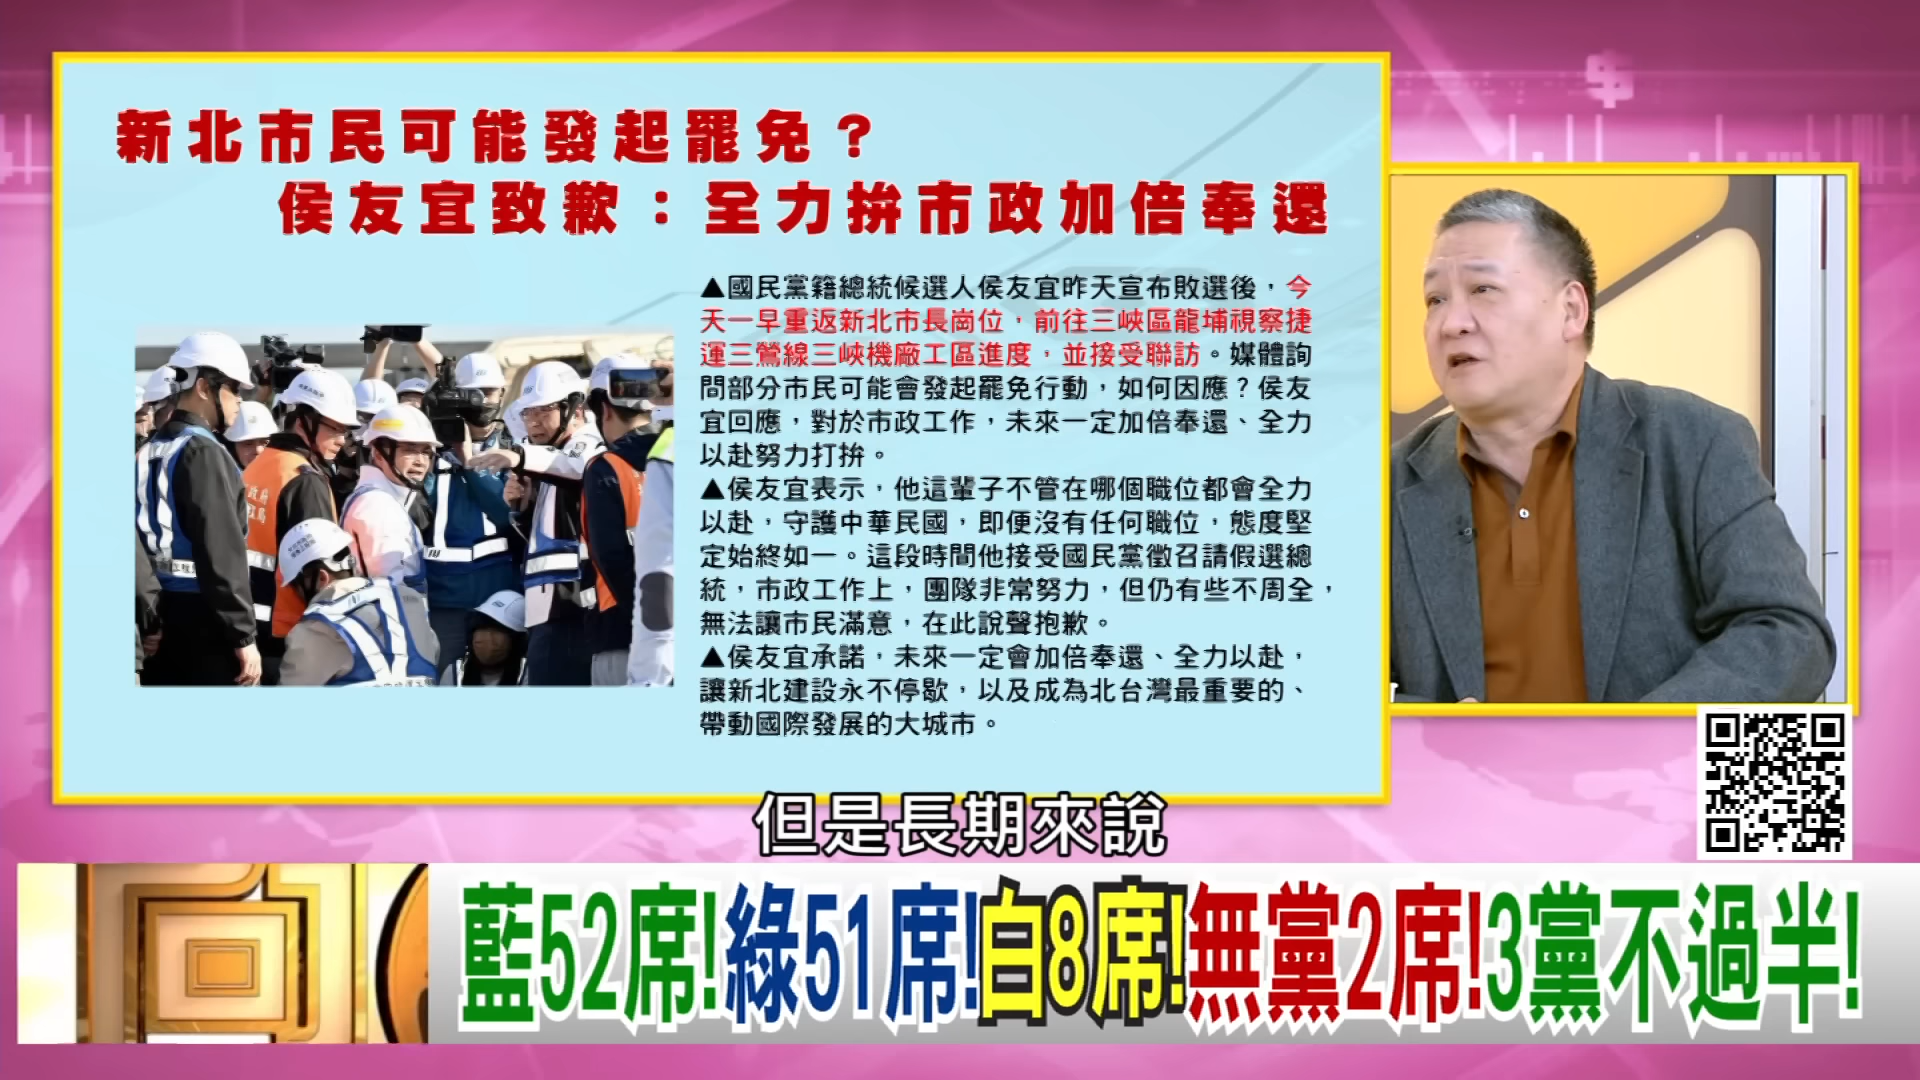 新北市民可能發起罷免？
侯友宜致歉：全力拚市政加倍奉還
▲國民黨籍總統候選人侯友宜昨天宣布敗選後，今
天一早重返新北市長崗位，前往三峽區龍埔視察捷
運三鶯線三峽機廠工區進度，並接受聯訪。媒體詢
問部分市民可能會發起罷免行動，如何因應？侯友
宜回應，對於市政工作，未來一定加倍奉還、全力
以赴努力打拚。
▲侯友宜表示，他這輩子不管在哪個職位都會全力
以赴，守護中華民國，即便沒有任何職位，態度堅
定始終如一。這段時間他接受國民黨徵召請假選總
統，市政工作上，團隊非常努力，但仍有些不周全，
無法讓市民滿意，在此說聲抱歉。
▲侯友宜承諾，未來一定會加倍奉還、全力以赴，
讓新北建設永不停歇，以及成為北台灣最重要的、
帶動國際發展的大城市。
但是長期來說
藍52席!綠51席!白8席!無黨2席!3黨不過半!